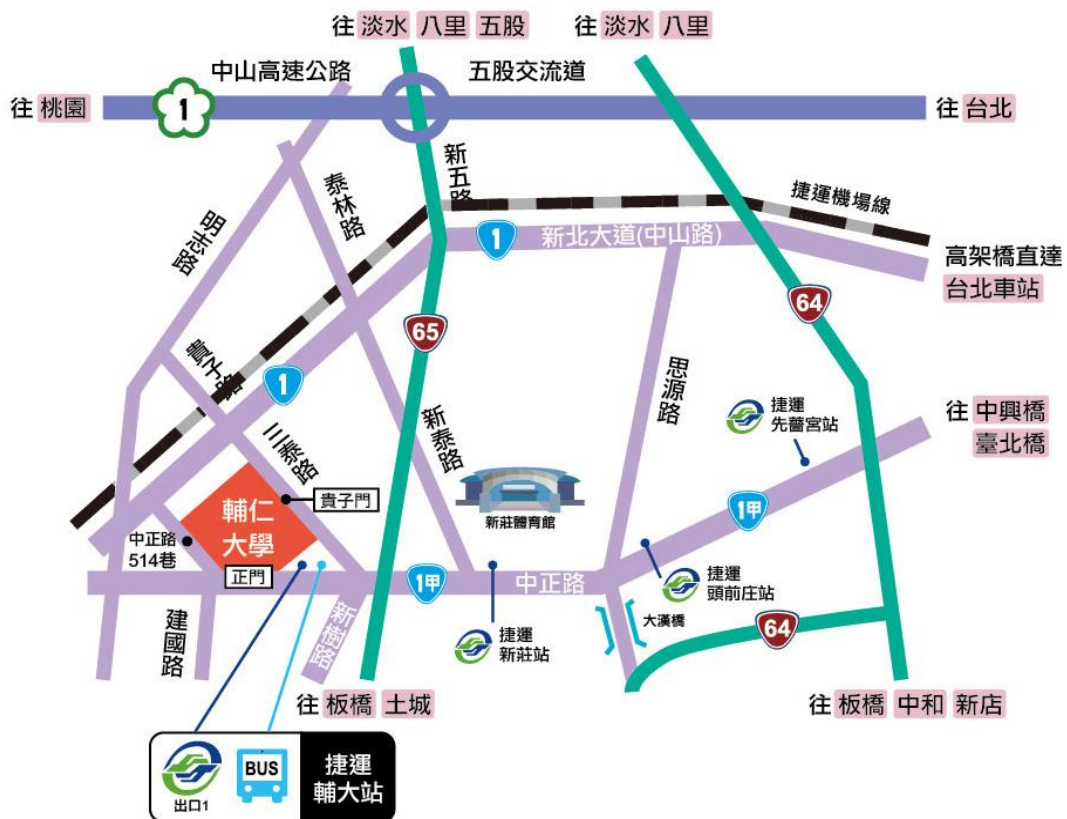 往 淡水 八里 五股
往 淡水 八里
中山高速公路
五股交流道
往 桃園
1
往 台北
新五路
泰林路
捷運機場線
明志路
1
新北大道(中山路)
高架橋直達
台北車站
64
65
貴子路
1
思源路
捷運
先嗇宮站
往 中興橋
臺北橋
三泰路
新泰路
貴子門
輔仁
大學
新莊體育館
1甲
中正路
514巷
正門
1甲
中正路
捷運
頭前庄站
建國路
新樹路
捷運
新莊站
大漢橋
64
往 板橋 土城
往 板橋 中和 新店
出口1
BUS
捷運
輔大站